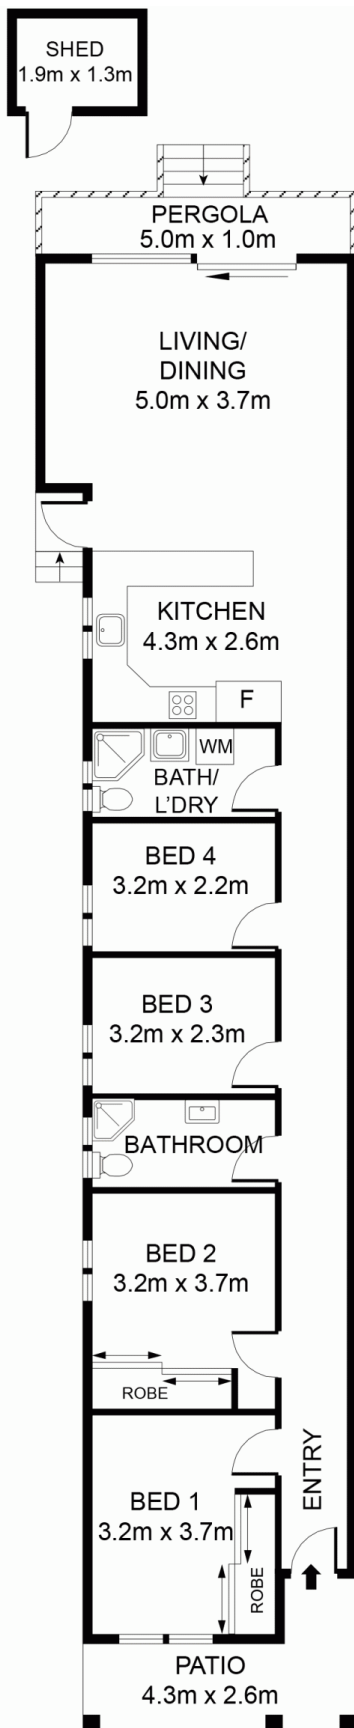 SHED
1.9m x 1.3m
PERGOLA
5.0m x 1.0m
LIVING/
DINING
5.0m x 3.7m
KITCHEN
4.3m x 2.6m
F
WM
BATH/
L'DRY
BED 4
3.2m x 2.2m
BED 3
3.2m x 2.3m
BATHROOM
BED 2
3.2m x 3.7m
ROBE
BED 1
3.2m x 3.7m
ROBE
ENTRY
PATIO
4.3m x 2.6m